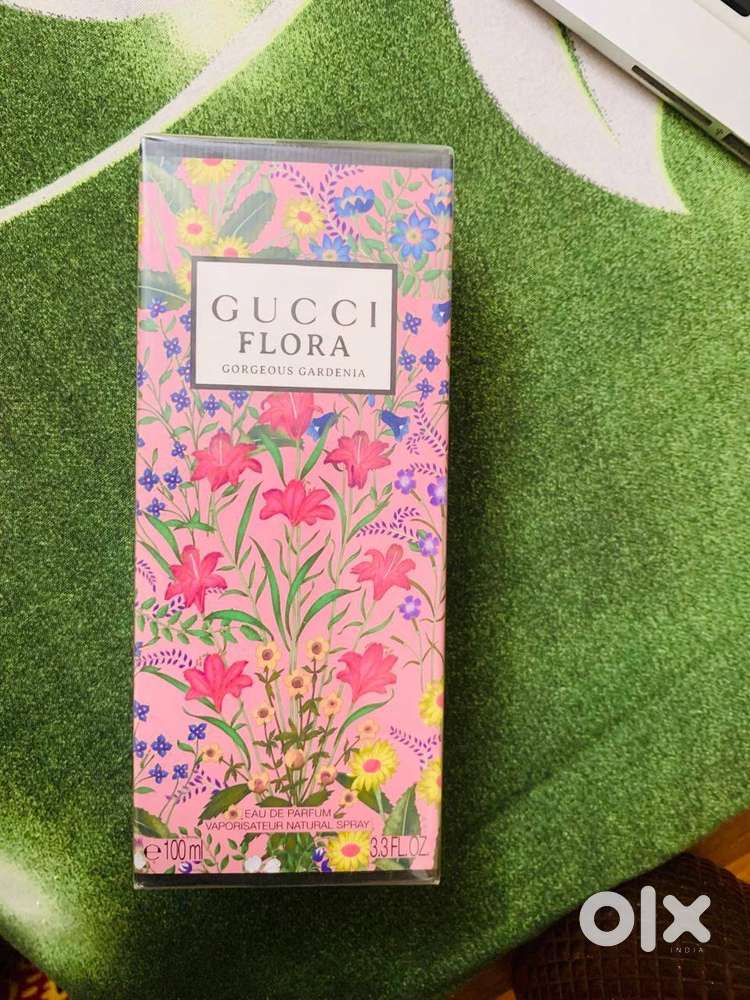 GUCCI
FLORA
GORGEOUS GARDENIA
EAU DE PARFUM
VAPORISATEUR NATURAL SPRAY
℮100 ml 3.3 FL.OZ.
olx
INDIA